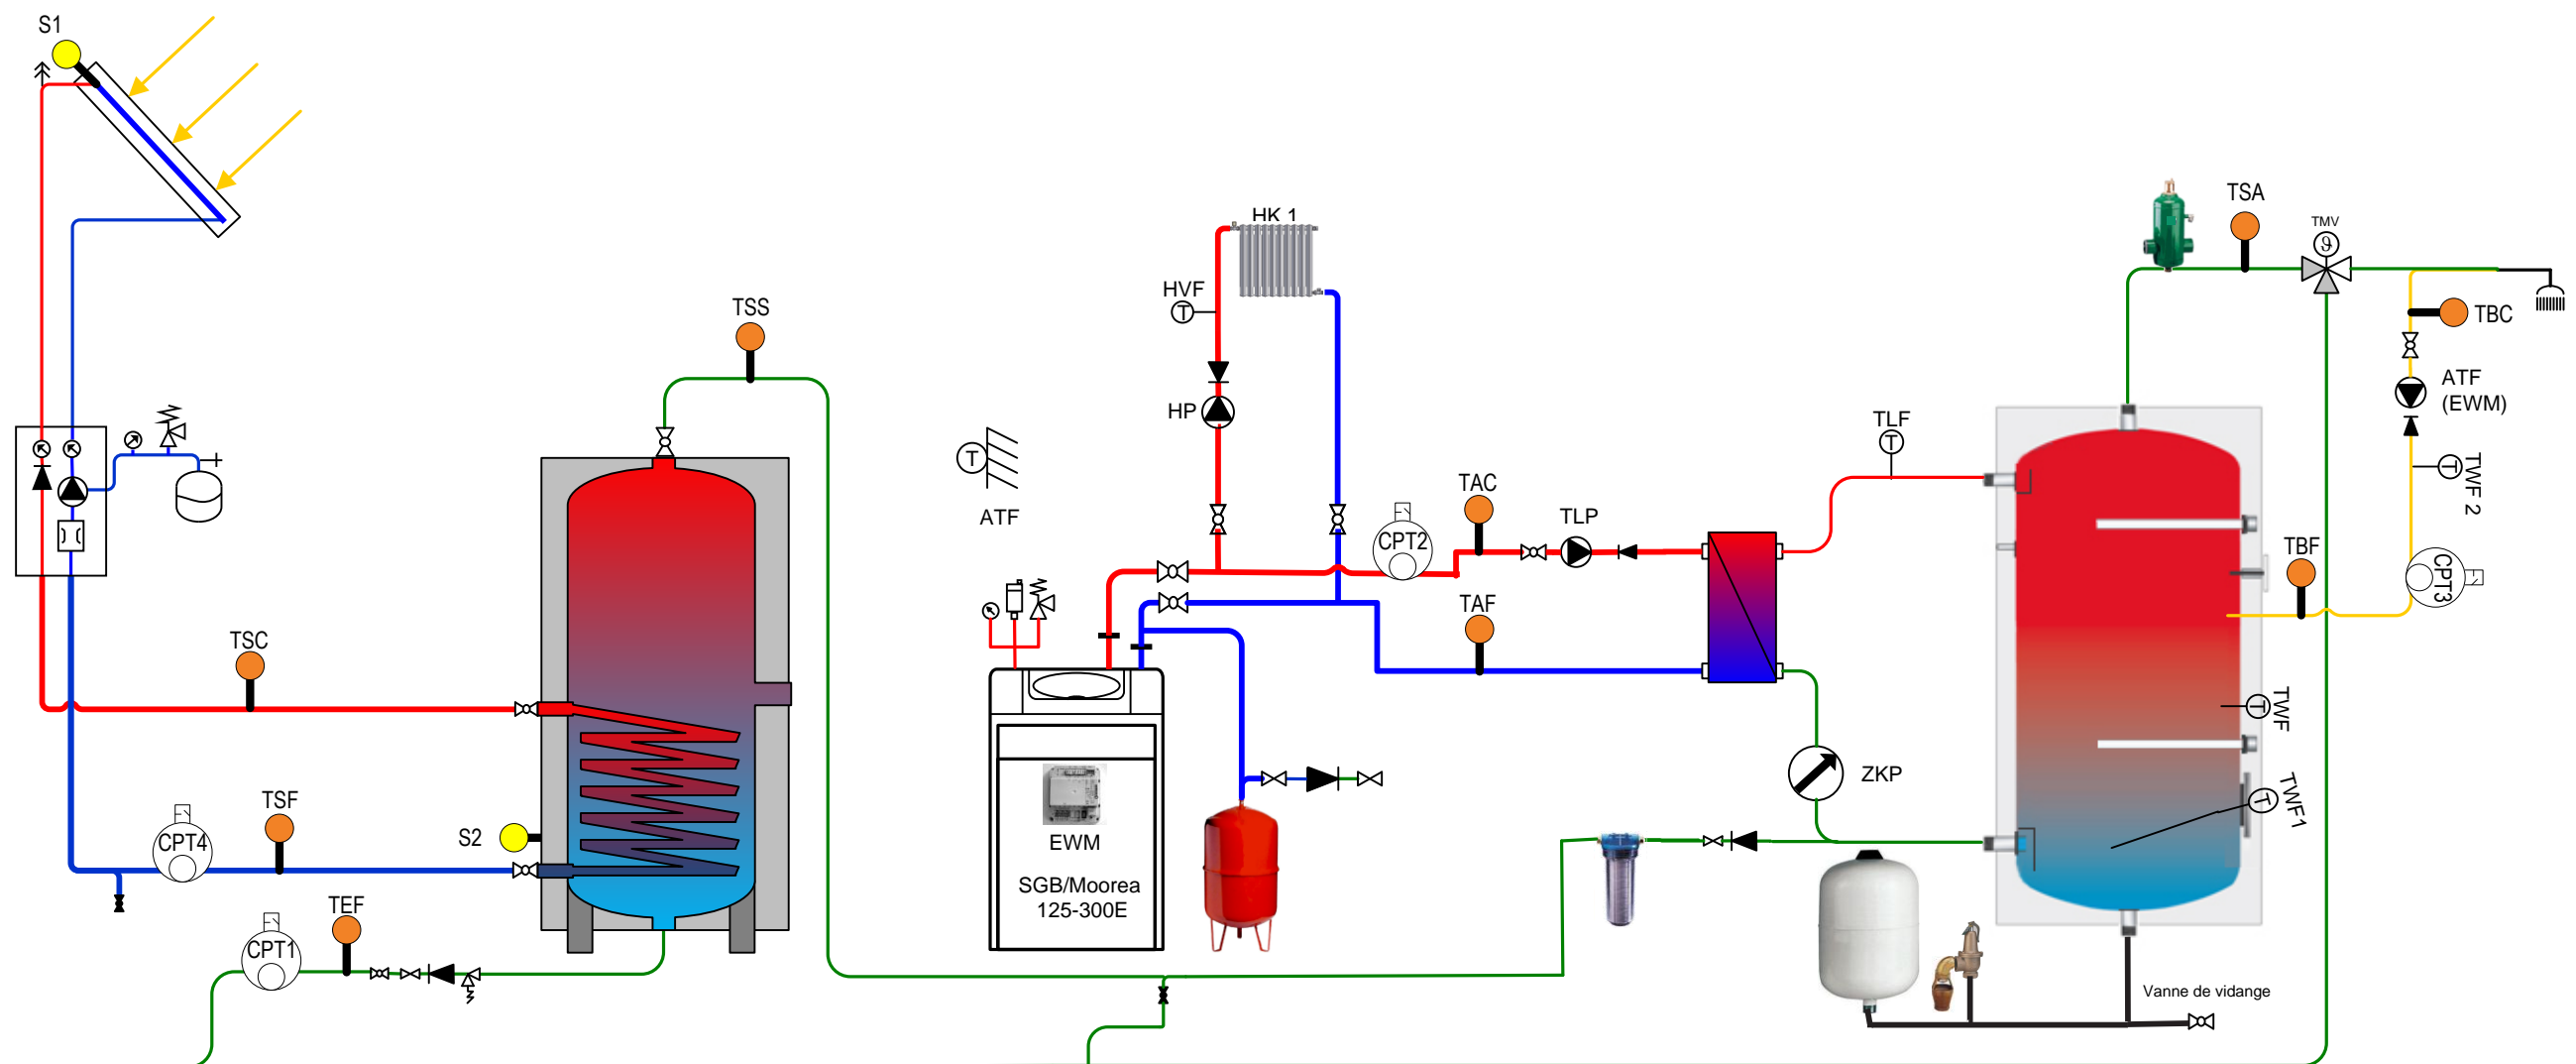 S1
TSA
TMV
ϑ
HK 1
HVF
T
TSS
TBC
ATF
(EWM)
HP
TLF
T
T
ATF
TAC
TLP
CPT2
T
TWF 2
TBF
CPT3
TAF
TSC
T
TWF
ZKP
T
TWF1
TSF
CPT4
S2
EWM
SGB/Moorea
125-300E
TEF
CPT1
Vanne de vidange